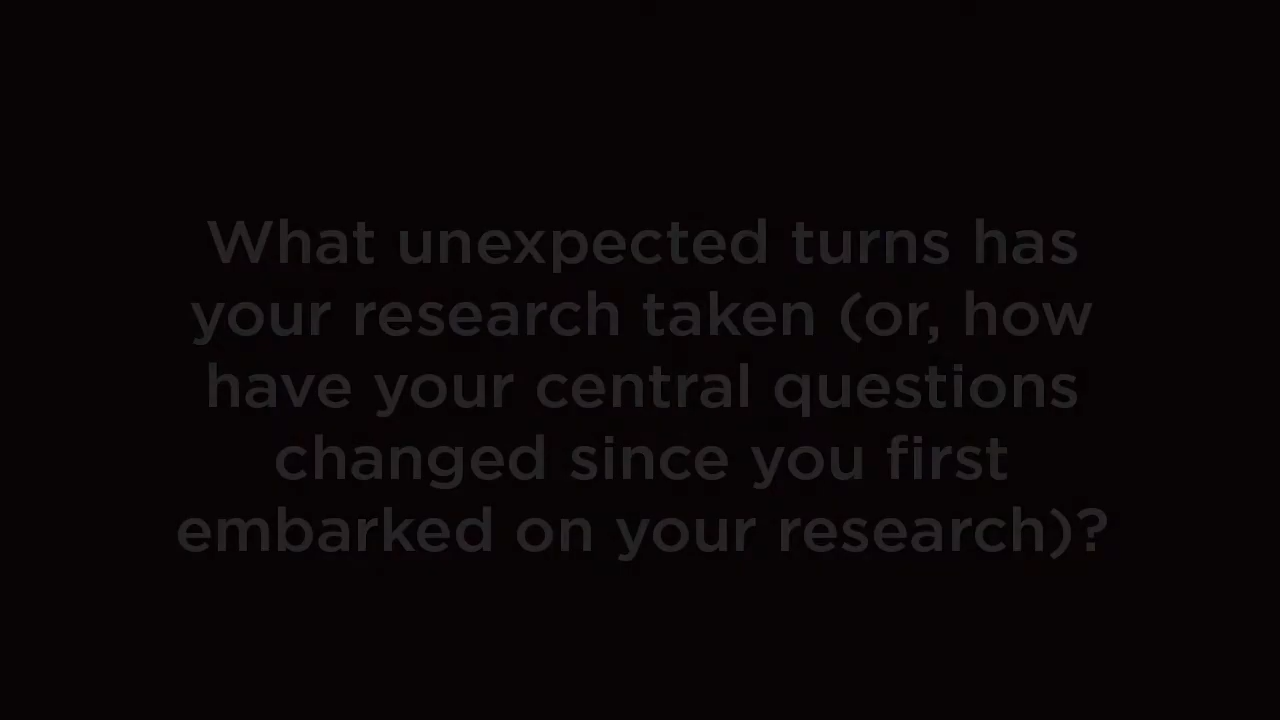 What unexpected turns has
your research taken (or, how
have your central questions
changed since you first
embarked on your research)?